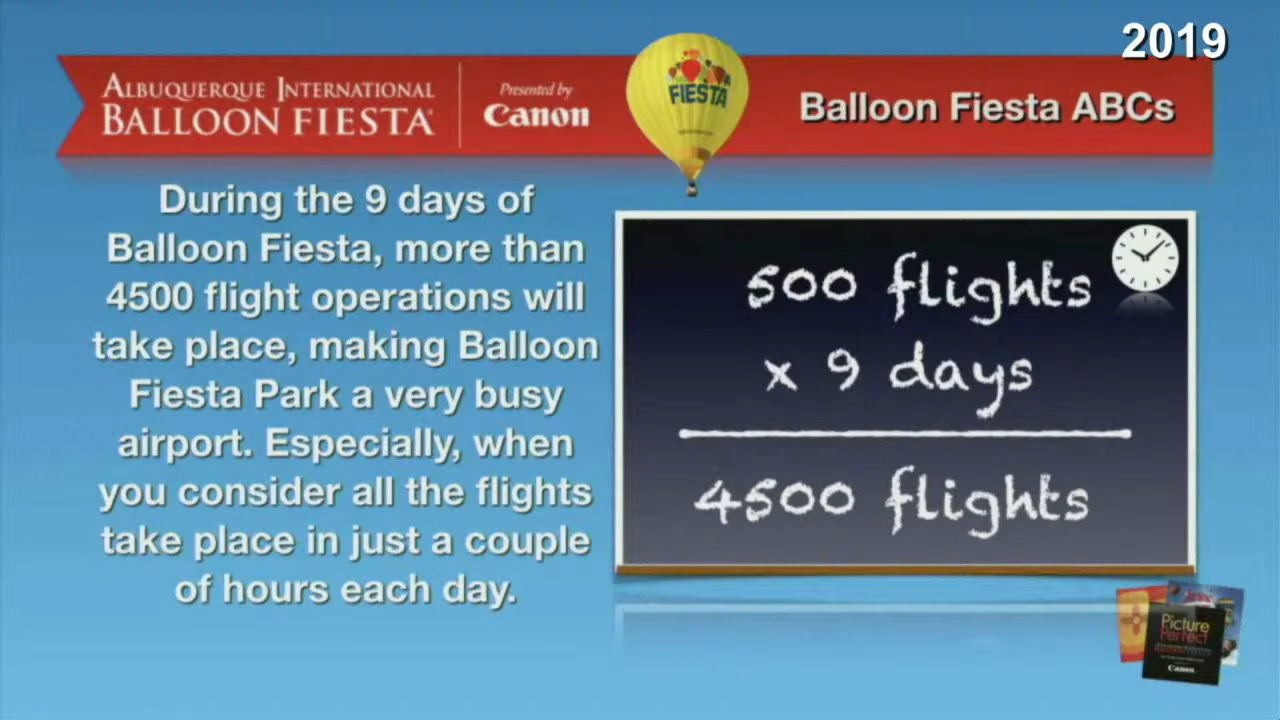 2019
ALBUQUERQUE INTERNATIONAL
BALLOON FIESTA®
Presented by
Canon
FIESTA
Balloon Fiesta ABCs
During the 9 days of
Balloon Fiesta, more than
4500 flight operations will
take place, making Balloon
Fiesta Park a very busy
airport. Especially, when
you consider all the flights
take place in just a couple
of hours each day.
500 flights
x 9 days
4500 flights
Picture
Perfect
Canon